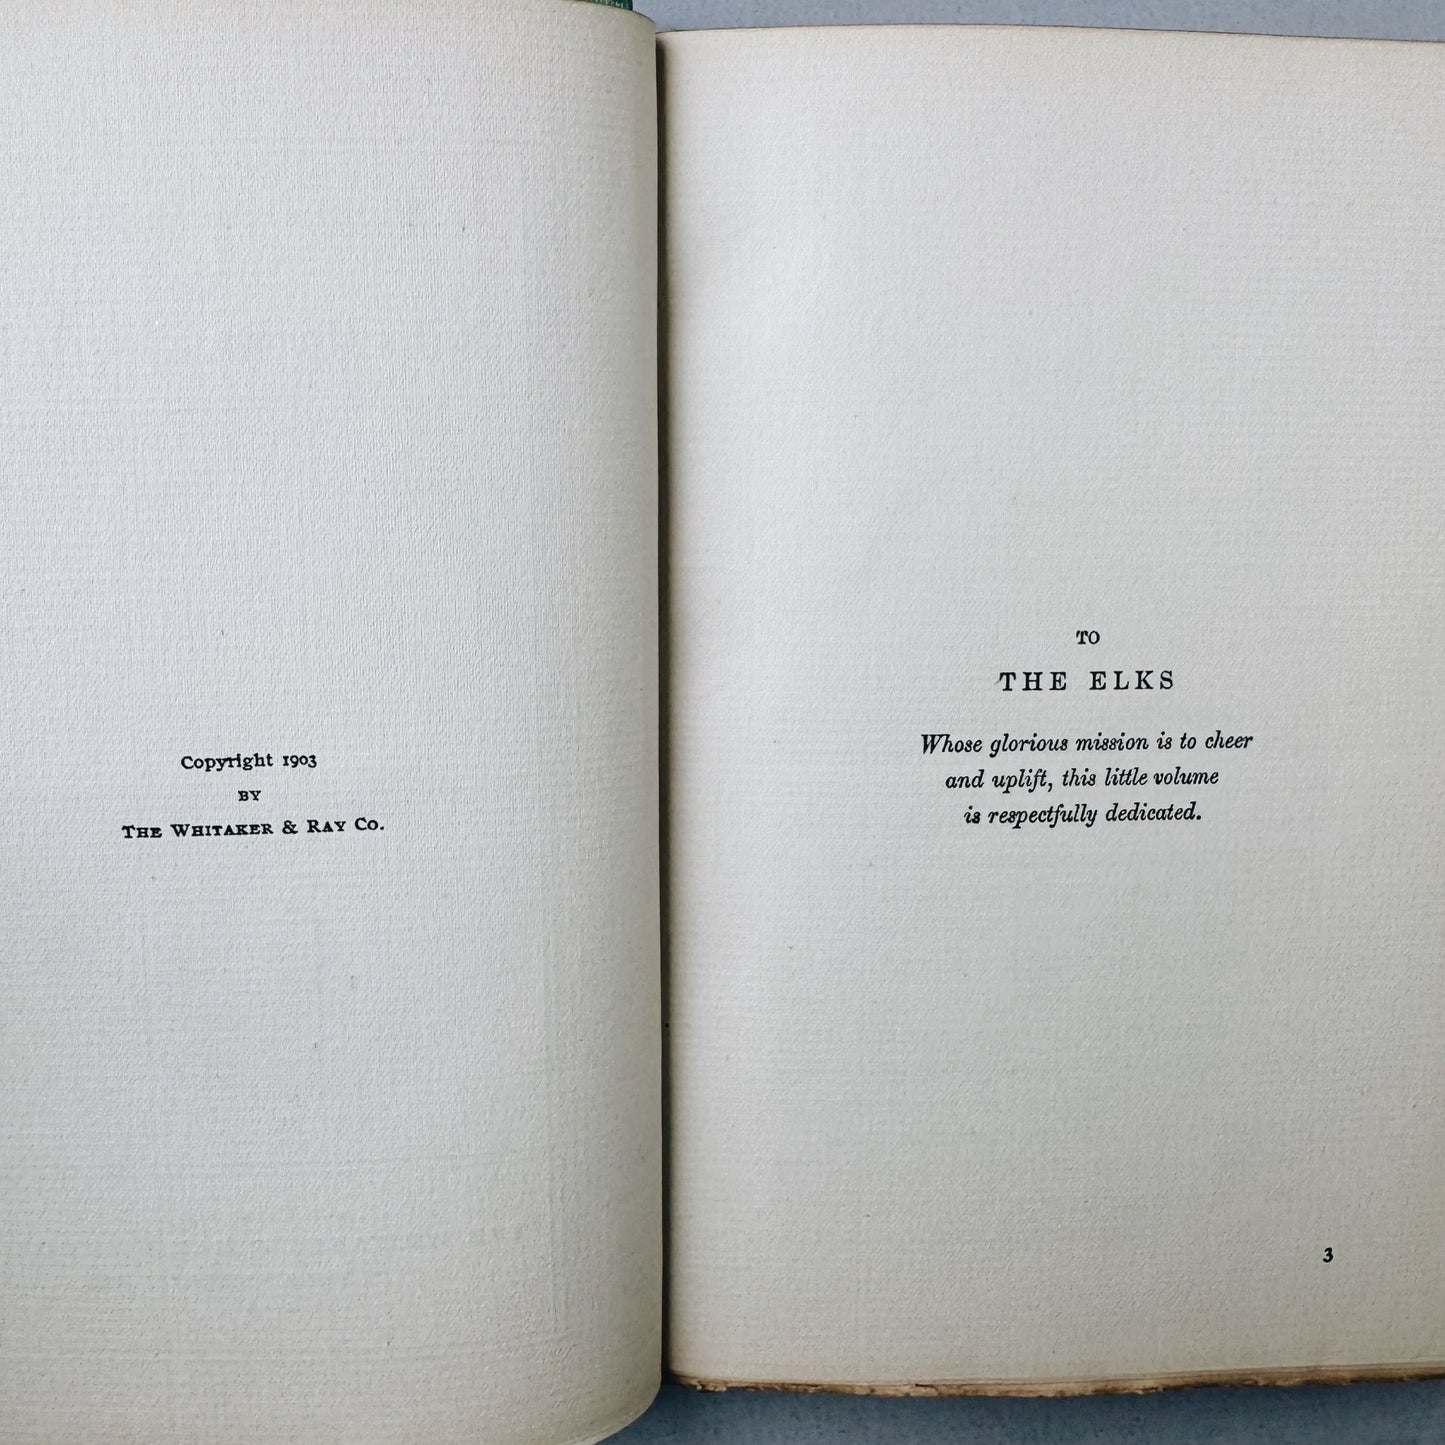 Copyright 1903
BY
THE WHITAKER & RAY CO.
TO
THE ELKS
Whose glorious mission is to cheer
and uplift, this little volume
is respectfully dedicated.
3